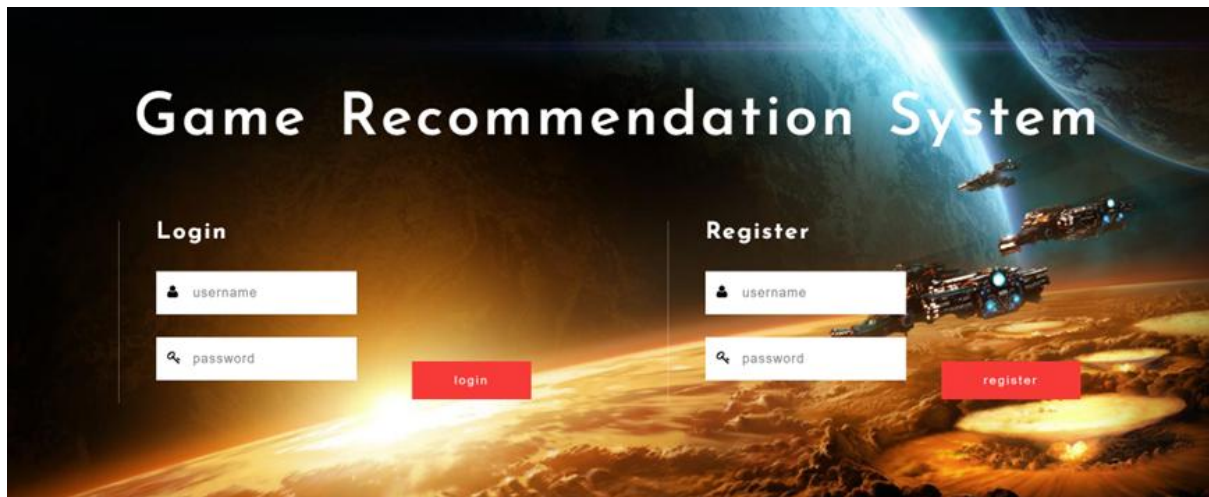 Game Recommendation System
Login
username
password
login
Register
username
password
register